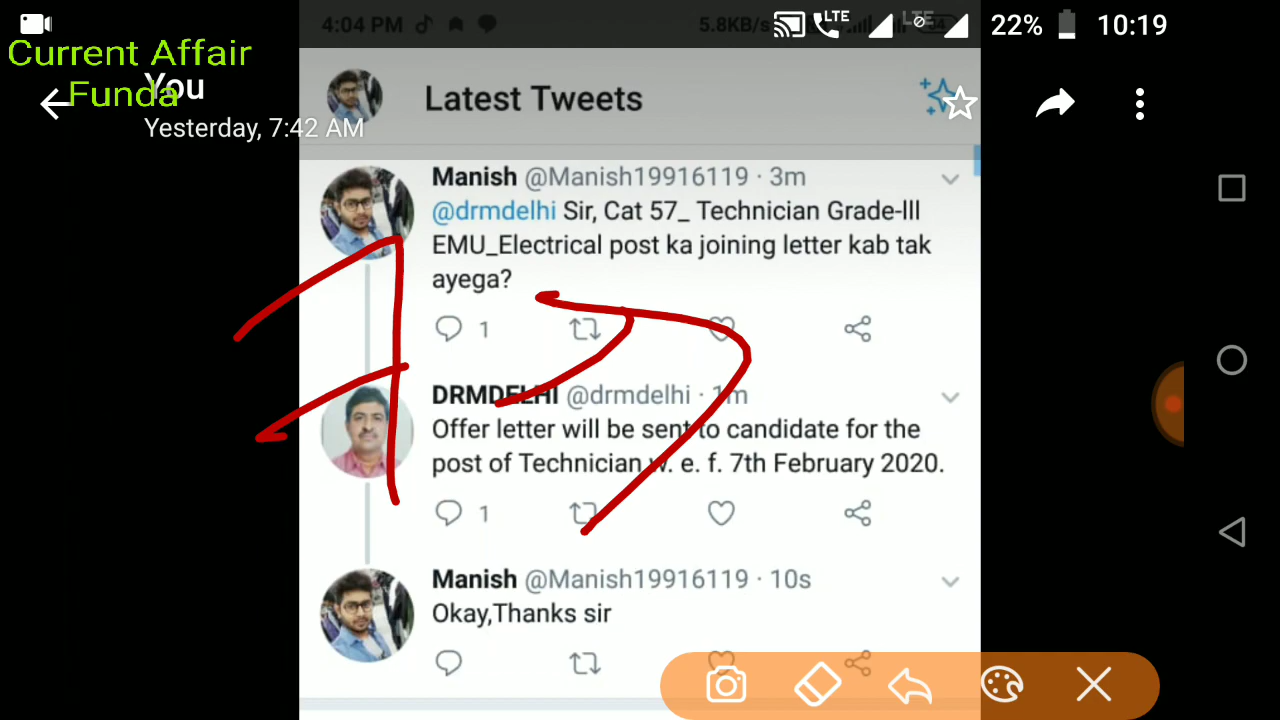 4:04 PM
5.8KB/s
LTE
LTE
22%
10:19
Current Affair
Funda
You
Yesterday, 7:42 AM
Latest Tweets
Manish @Manish19916119 · 3m
@drmdelhi Sir, Cat 57_ Technician Grade-lll
EMU_Electrical post ka joining letter kab tak
ayega?
1
DRMDELHI @drmdelhi · 1m
Offer letter will be sent to candidate for the
post of Technician w. e. f. 7th February 2020.
1
Manish @Manish19916119 · 10s
Okay,Thanks sir